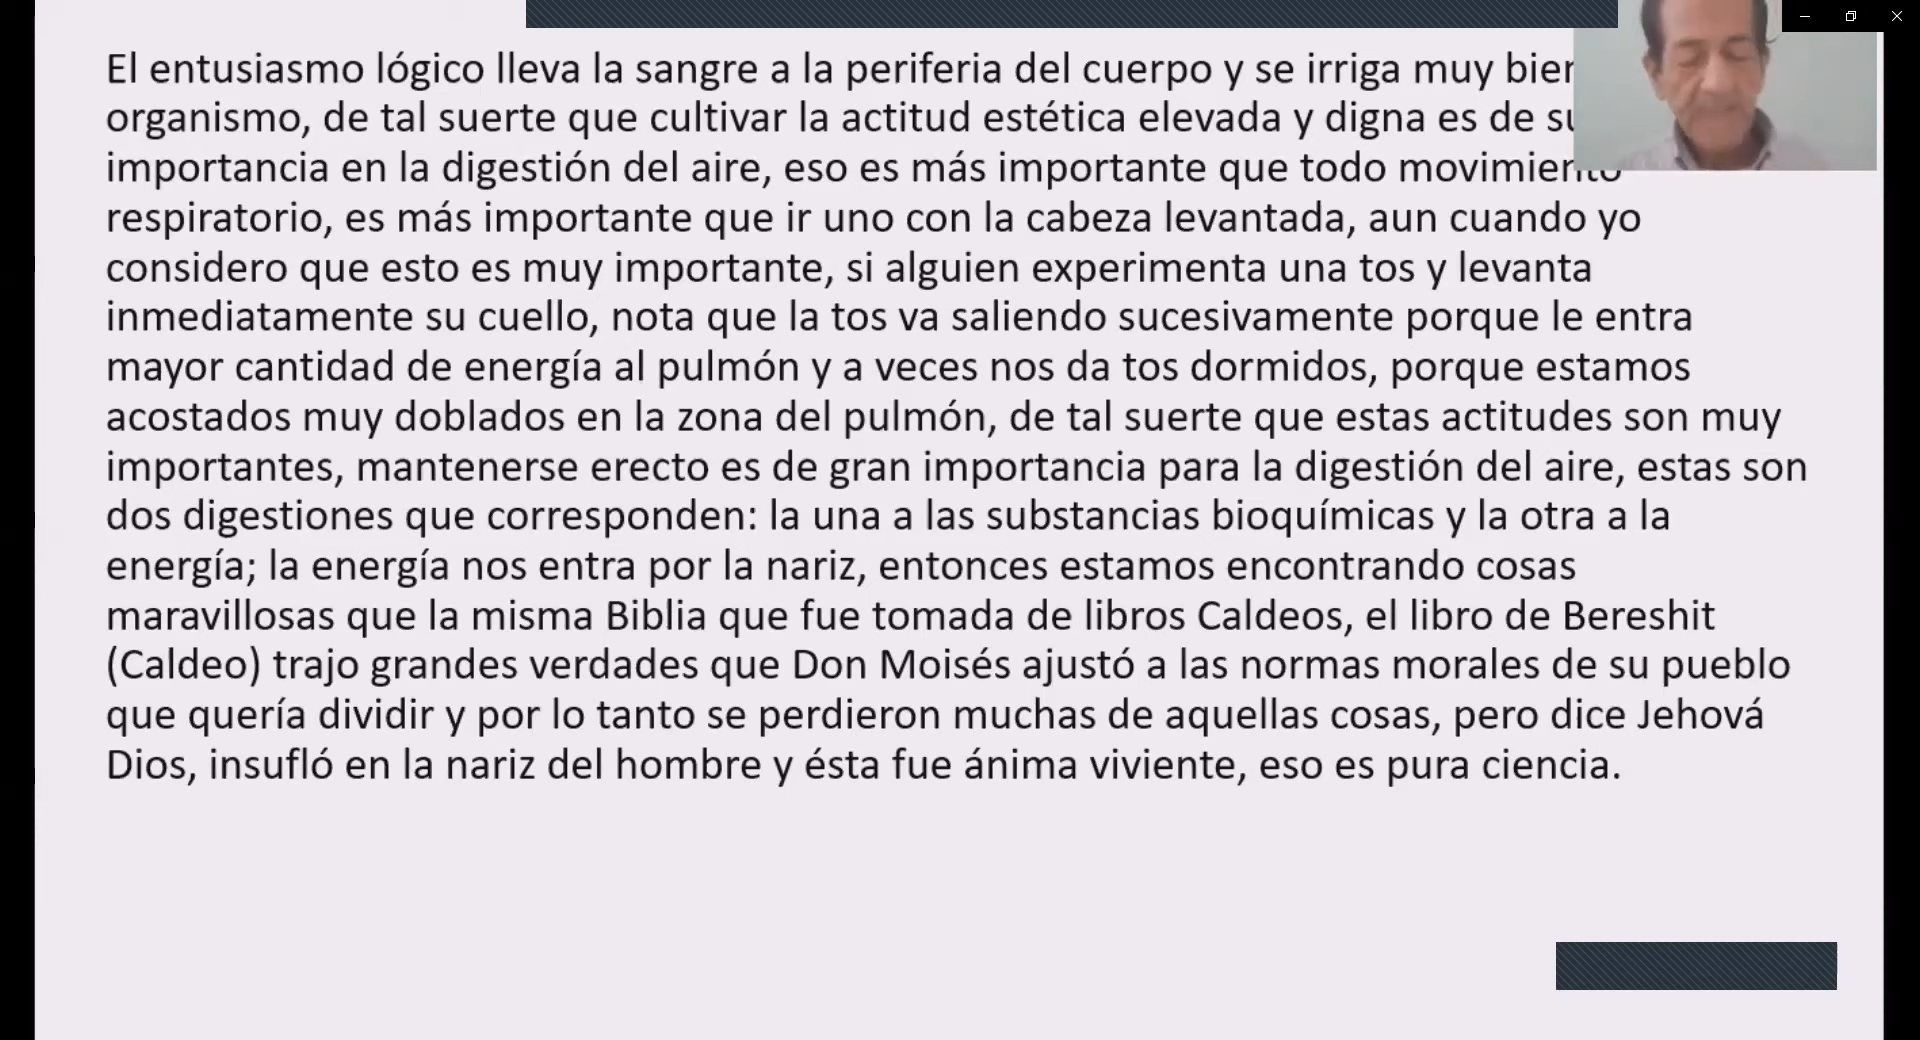 El entusiasmo lógico lleva la sangre a la periferia del cuerpo y se irriga muy
organismo, de tal suerte que cultivar la actitud estética elevada y digna es de
importancia en la digestión del aire, eso es más importante que todo movimiento
respiratorio, es más importante que ir uno con la cabeza levantada, aun cuando yo
considero que esto es muy importante, si alguien experimenta una tos y levanta
inmediatamente su cuello, nota que la tos va saliendo sucesivamente porque le entra
mayor cantidad de energía al pulmón y a veces nos da tos dormidos, porque estamos
acostados muy doblados en la zona del pulmón, de tal suerte que estas actitudes son muy
importantes, mantenerse erecto es de gran importancia para la digestión del aire, estas son
dos digestiones que corresponden: la una a las substancias bioquímicas y la otra a la
energía; la energía nos entra por la nariz, entonces estamos encontrando cosas
maravillosas que la misma Biblia que fue tomada de libros Caldeos, el libro de Bereshit
(Caldeo) trajo grandes verdades que Don Moisés ajustó a las normas morales de su pueblo
que quería dividir y por lo tanto se perdieron muchas de aquellas cosas, pero dice Jehová
Dios, insufló en la nariz del hombre y ésta fue ánima viviente, eso es pura ciencia.